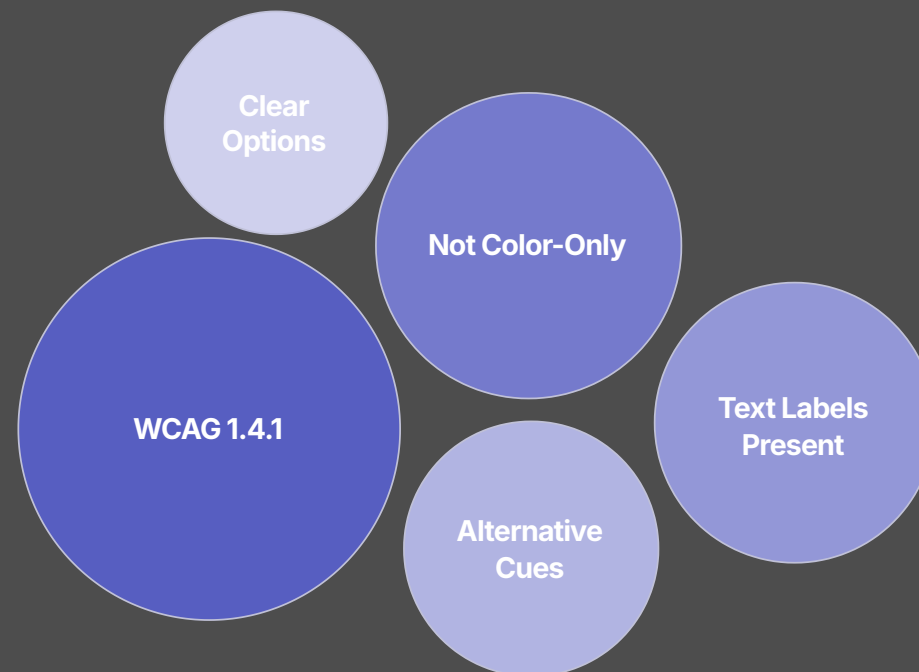 Clear
Options
Not Color-Only
WCAG 1.4.1
Text Labels
Present
Alternative
Cues